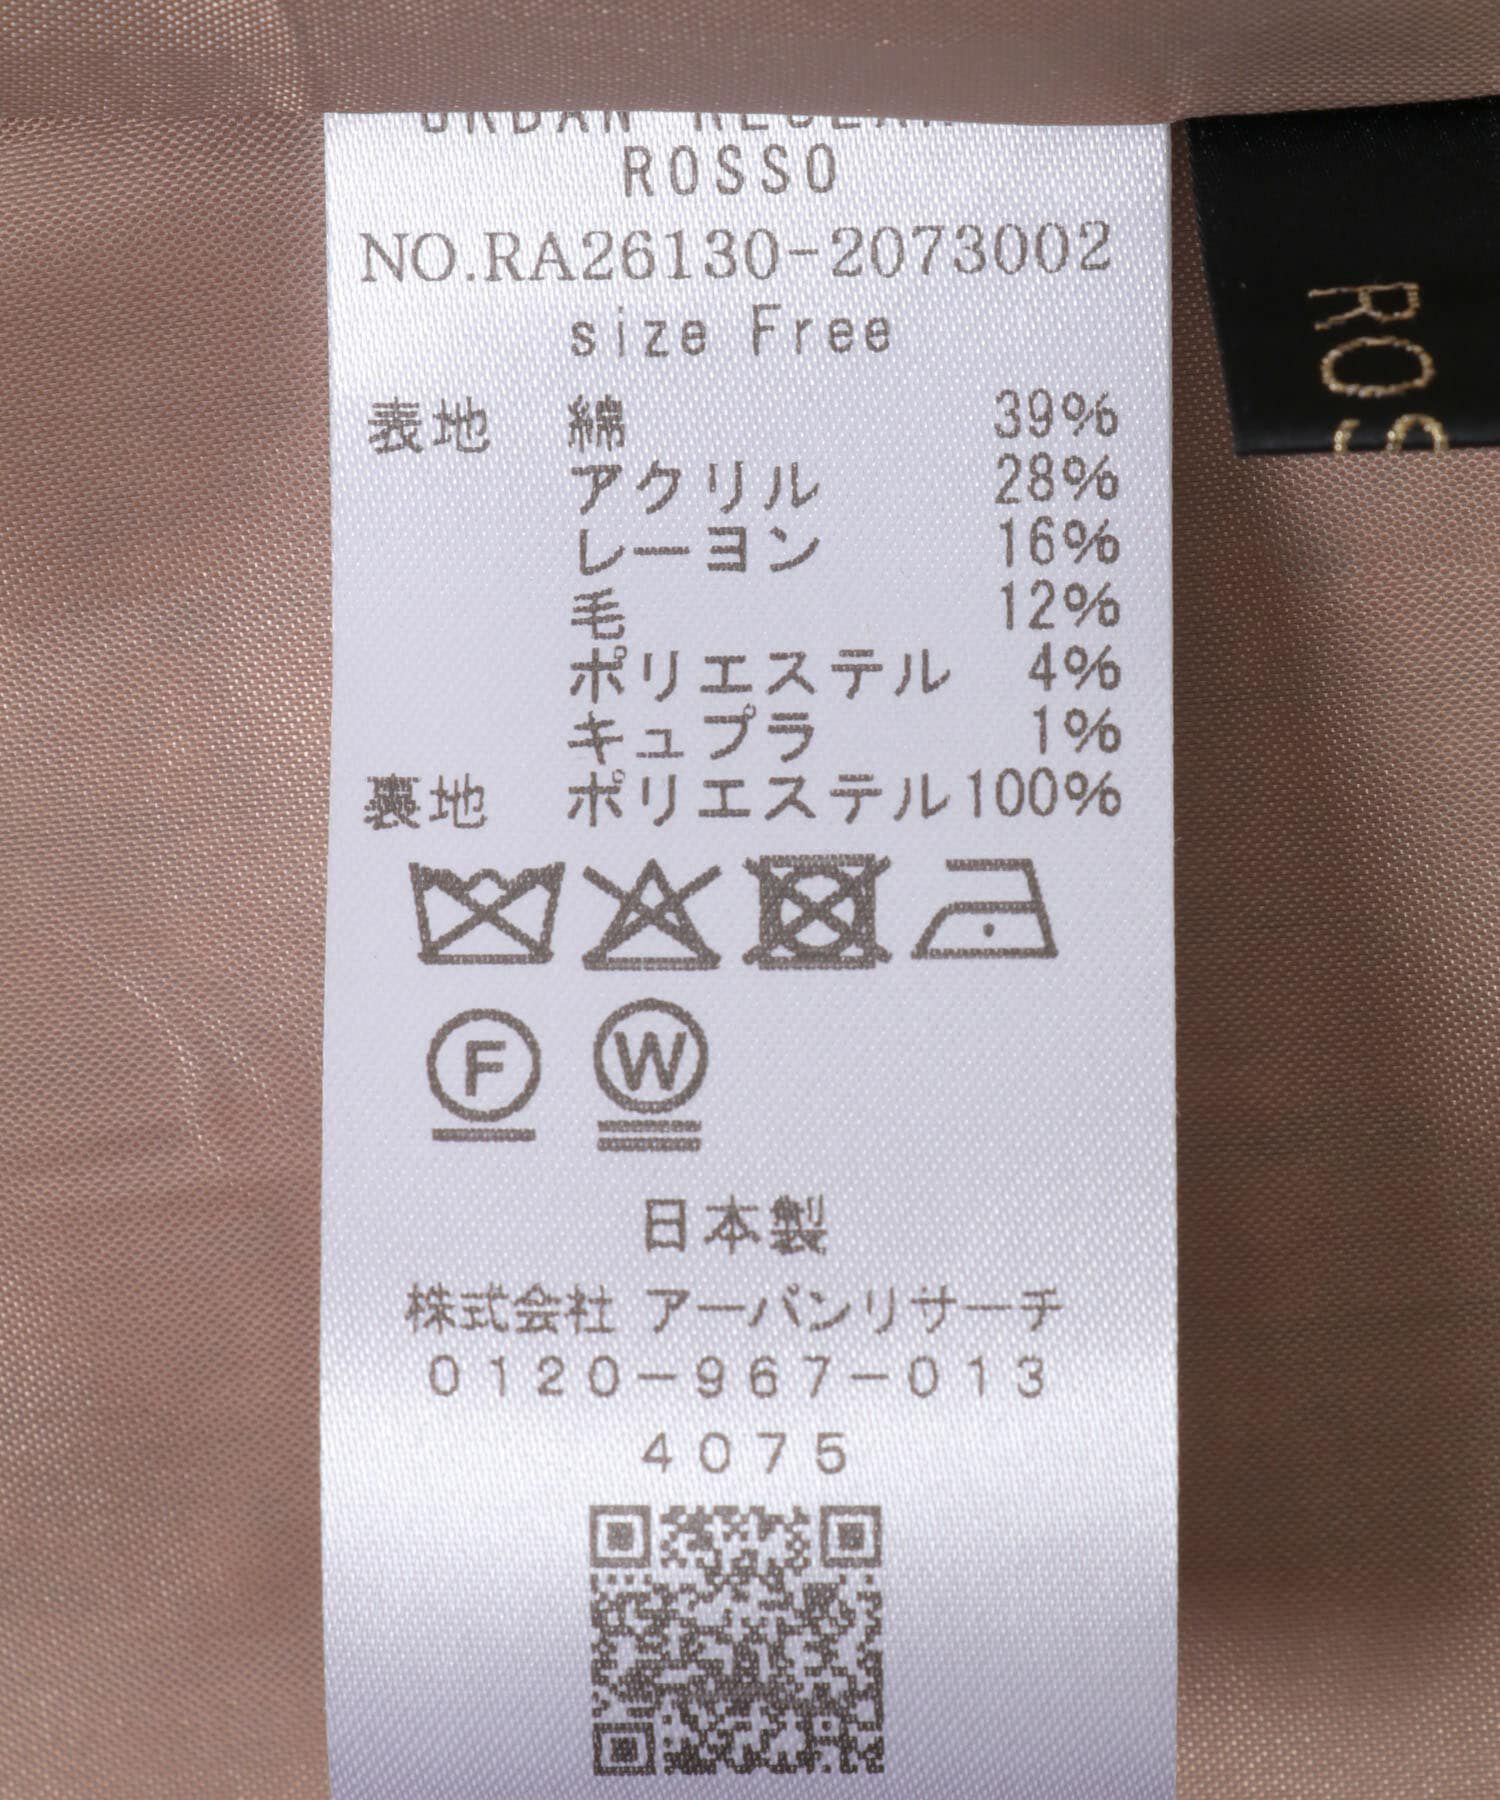 ROSSO
NO.RA26130-2073002
size Free
表地 綿 39%
アクリル 28%
レーヨン 16%
毛 12%
ポリエステル 4%
キュプラ 1%
裏地 ポリエステル 100%
F W
日本製
株式会社 アーバンリサーチ
0120-967-013
4075